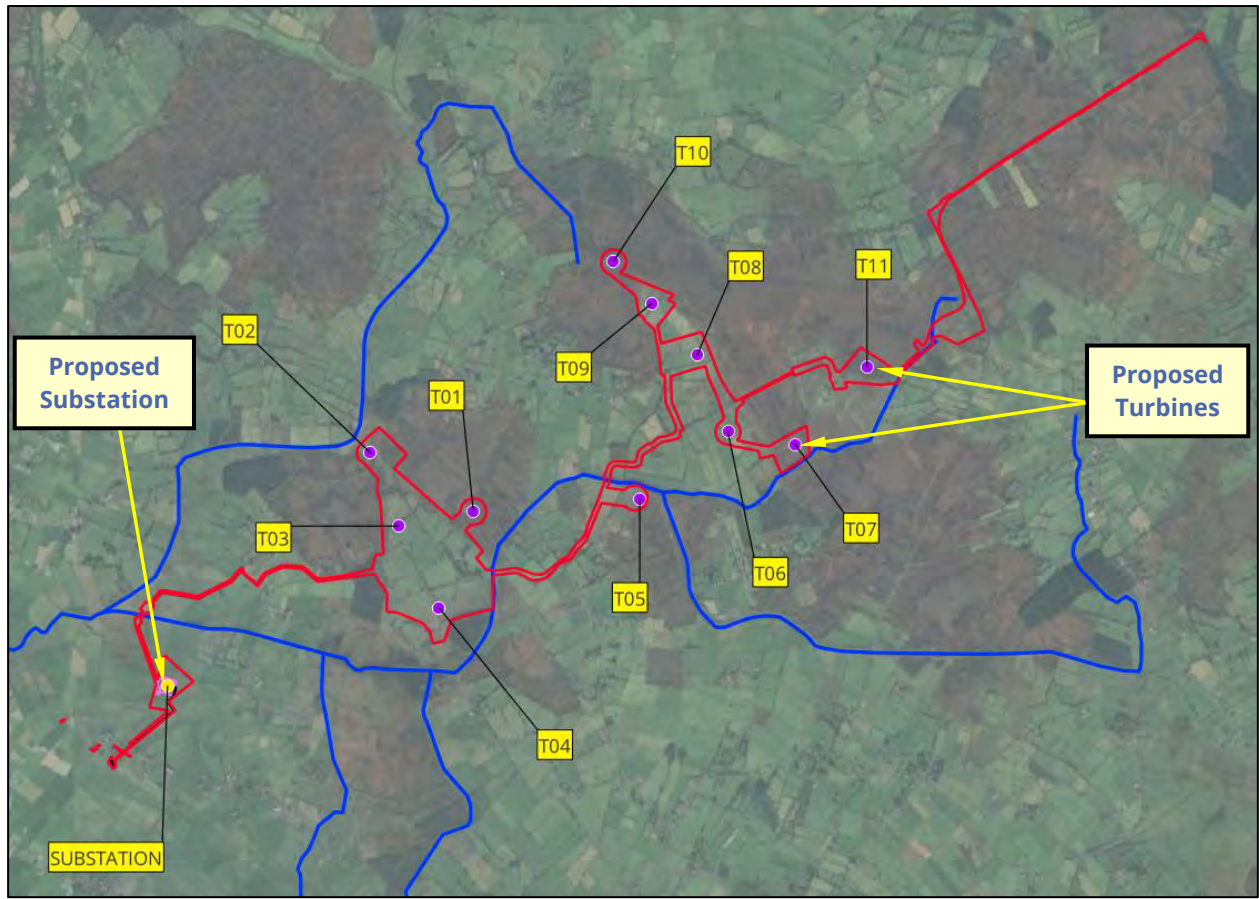 T10
T08
T11
T02
T09
Proposed
Substation
Proposed
Turbines
T01
T03
T07
T06
T05
T04
SUBSTATION